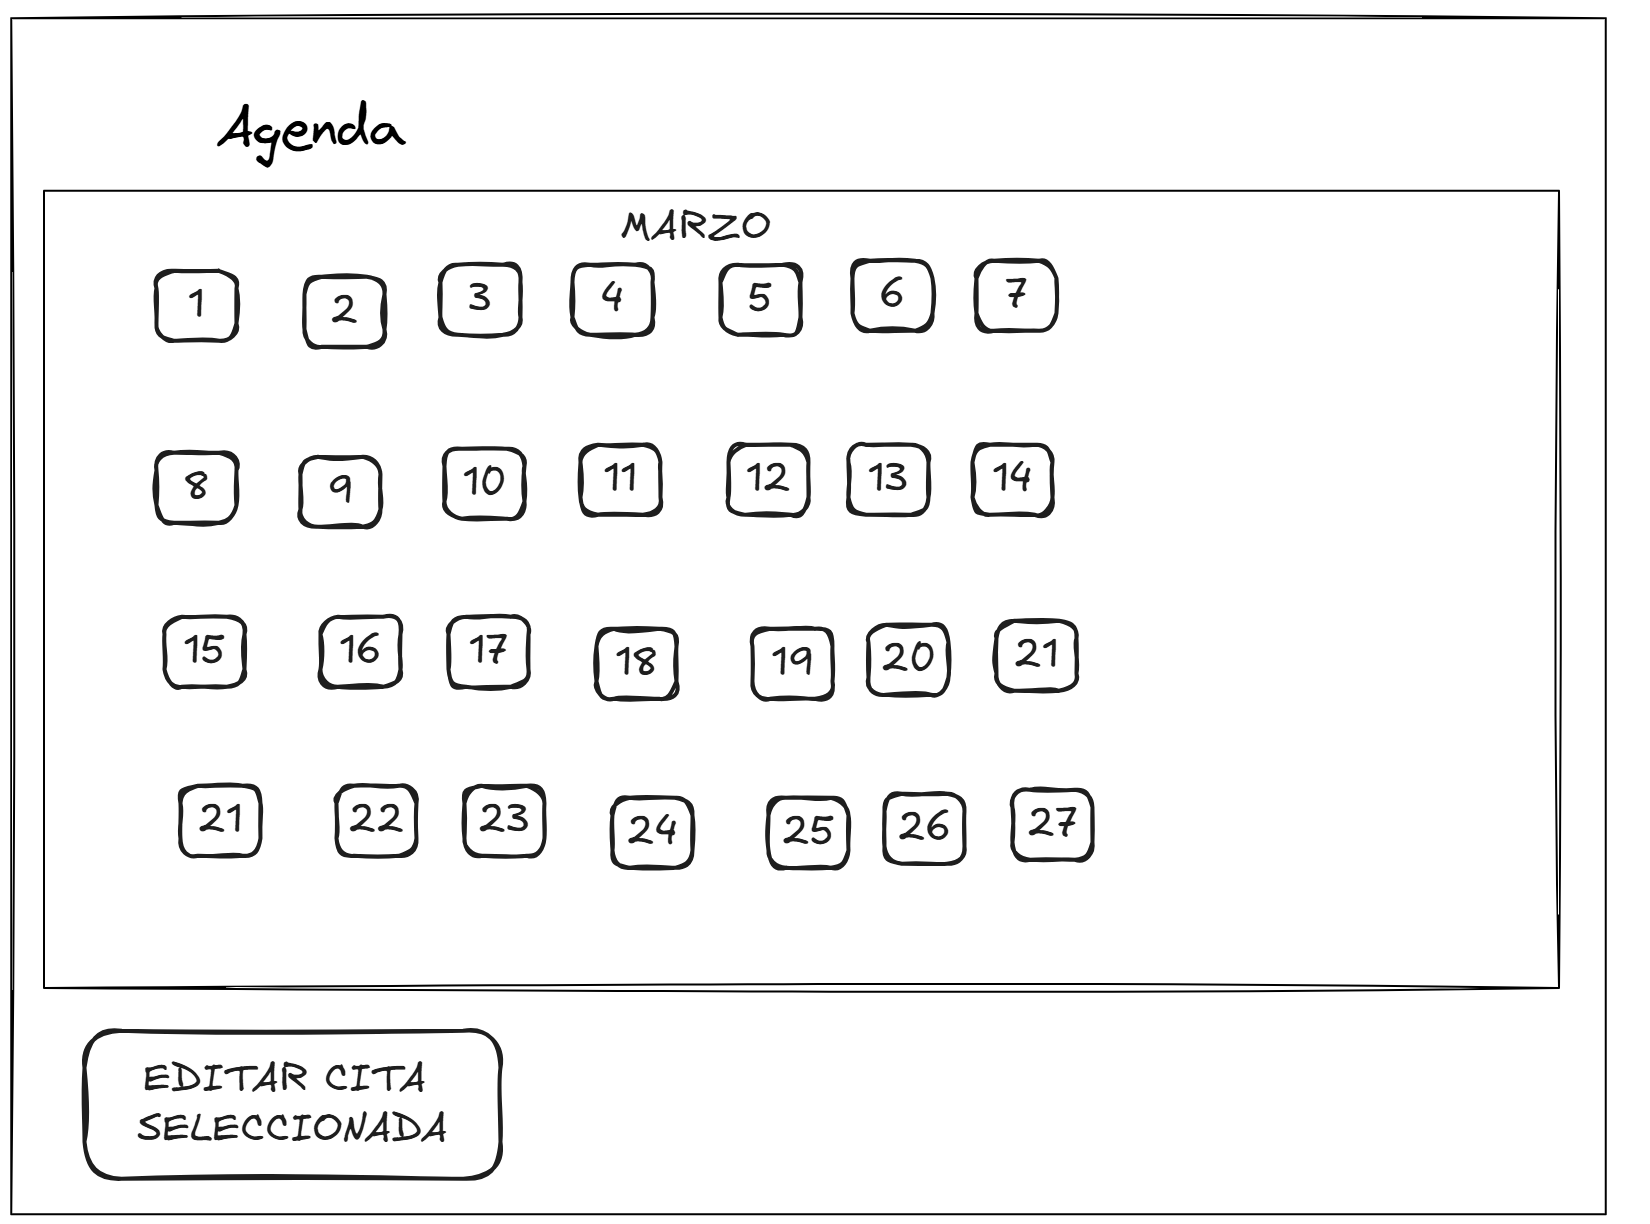 Agenda
MARZO
1 2 3 4 5 6 7
8 9 10 11 12 13 14
15 16 17 18 19 20 21
21 22 23 24 25 26 27
EDITAR CITA
SELECCIONADA